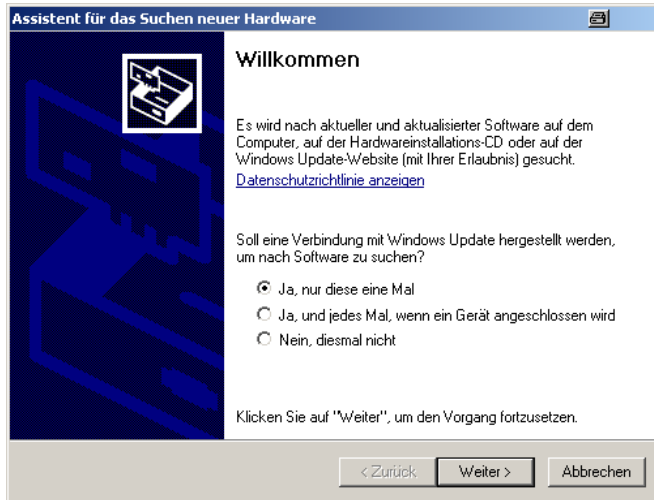 Assistent für das Suchen neuer Hardware
Willkommen
Es wird nach aktueller und aktualisierter Software auf dem
Computer, auf der Hardwareinstallations-CD oder auf der
Windows Update-Website (mit Ihrer Erlaubnis) gesucht.
Datenschutzrichtlinie anzeigen
Soll eine Verbindung mit Windows Update hergestellt werden,
um nach Software zu suchen?
Ja, nur diese eine Mal
Ja, und jedes Mal, wenn ein Gerät angeschlossen wird
Nein, diesmal nicht
Klicken Sie auf "Weiter", um den Vorgang fortzusetzen.
< Zurück Weiter > Abbrechen